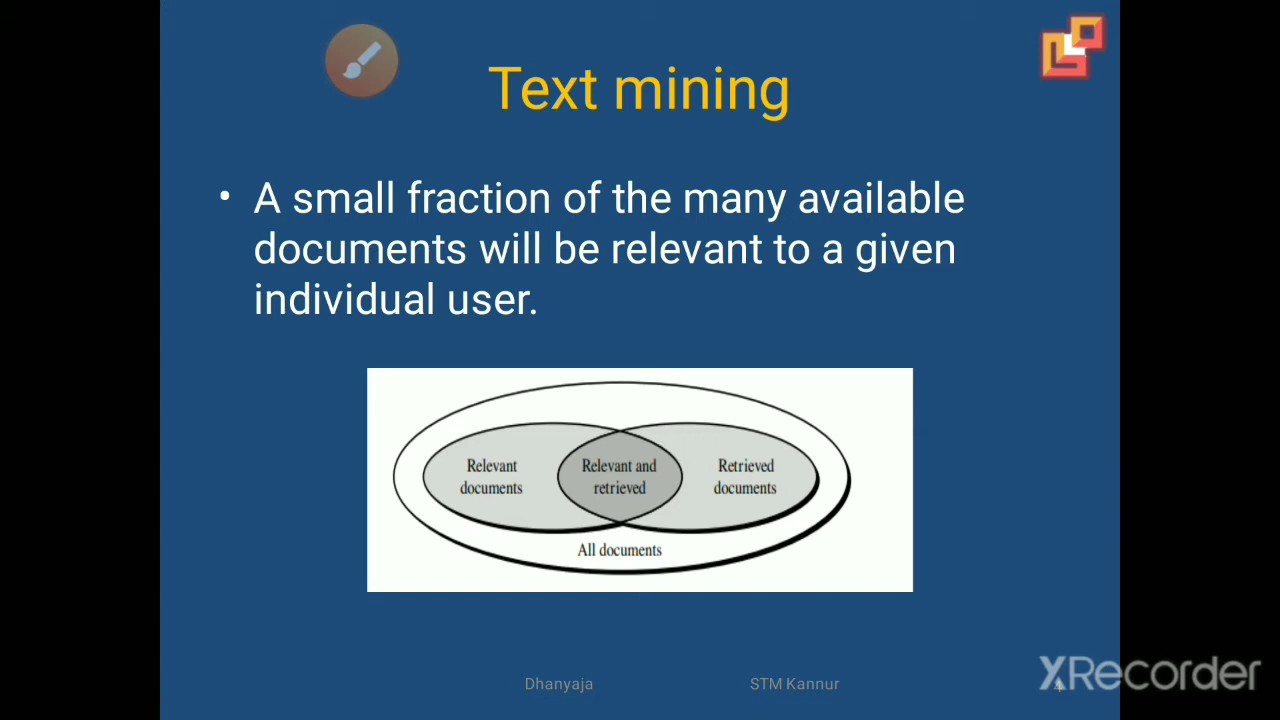 Text mining
• A small fraction of the many available
documents will be relevant to a given
individual user.
Relevant
documents
Relevant and
retrieved
Retrieved
documents
All documents
Dhanyaja
STM Kannur
XRecorder